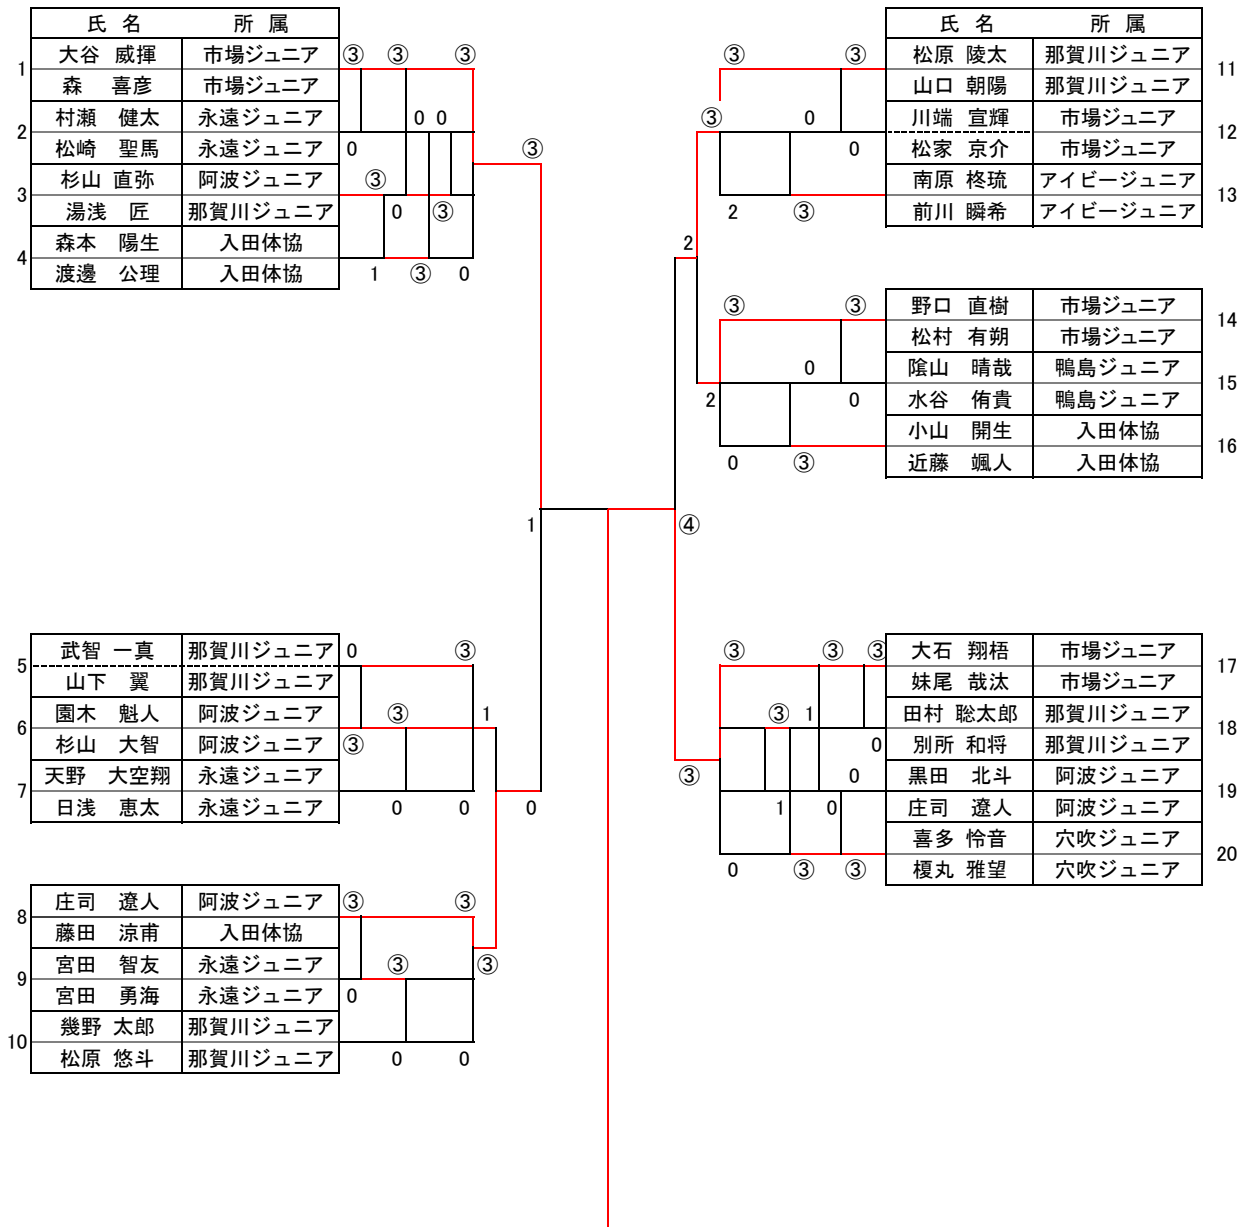 氏 名 所 属
1 大谷 威揮 市場ジュニア ③ ③ ③
森 喜彦 市場ジュニア
2 村瀬 健太 永遠ジュニア 0 0
松崎 聖馬 永遠ジュニア 0 ③
3 杉山 直弥 阿波ジュニア ③
湯浅 匠 那賀川ジュニア 0 ③
4 森本 陽生 入田体協
渡邊 公理 入田体協 1 ③ 0
1
5 武智 一真 那賀川ジュニア 0 ③
山下 翼 那賀川ジュニア
6 園木 魁人 阿波ジュニア ③ 1
杉山 大智 阿波ジュニア ③
7 天野 大空翔 永遠ジュニア
日浅 恵太 永遠ジュニア 0 0 0
8 庄司 遼人 阿波ジュニア ③ ③
藤田 涼甫 入田体協
9 宮田 智友 永遠ジュニア ③ ③
宮田 勇海 永遠ジュニア 0
10 幾野 太郎 那賀川ジュニア
松原 悠斗 那賀川ジュニア 0 0
氏 名 所 属
③ ③ 松原 陵太 那賀川ジュニア 11
山口 朝陽 那賀川ジュニア
③ 0 川端 宣輝 市場ジュニア 12
0 松家 京介 市場ジュニア
南原 柊琉 アイビージュニア 13
2 ③ 前川 瞬希 アイビージュニア
2
③ ③ 野口 直樹 市場ジュニア 14
松村 有朔 市場ジュニア
0 陰山 晴哉 鴨島ジュニア 15
2 0 水谷 侑貴 鴨島ジュニア
小山 開生 入田体協 16
0 ③ 近藤 颯人 入田体協
④
③ ③ ③ 大石 翔梧 市場ジュニア 17
妹尾 哉汰 市場ジュニア
③ 1 田村 聡太郎 那賀川ジュニア 18
0 別所 和将 那賀川ジュニア
③ 0 黒田 北斗 阿波ジュニア 19
1 0 庄司 遼人 阿波ジュニア
喜多 怜音 穴吹ジュニア 20
0 ③ ③ 榎丸 雅望 穴吹ジュニア